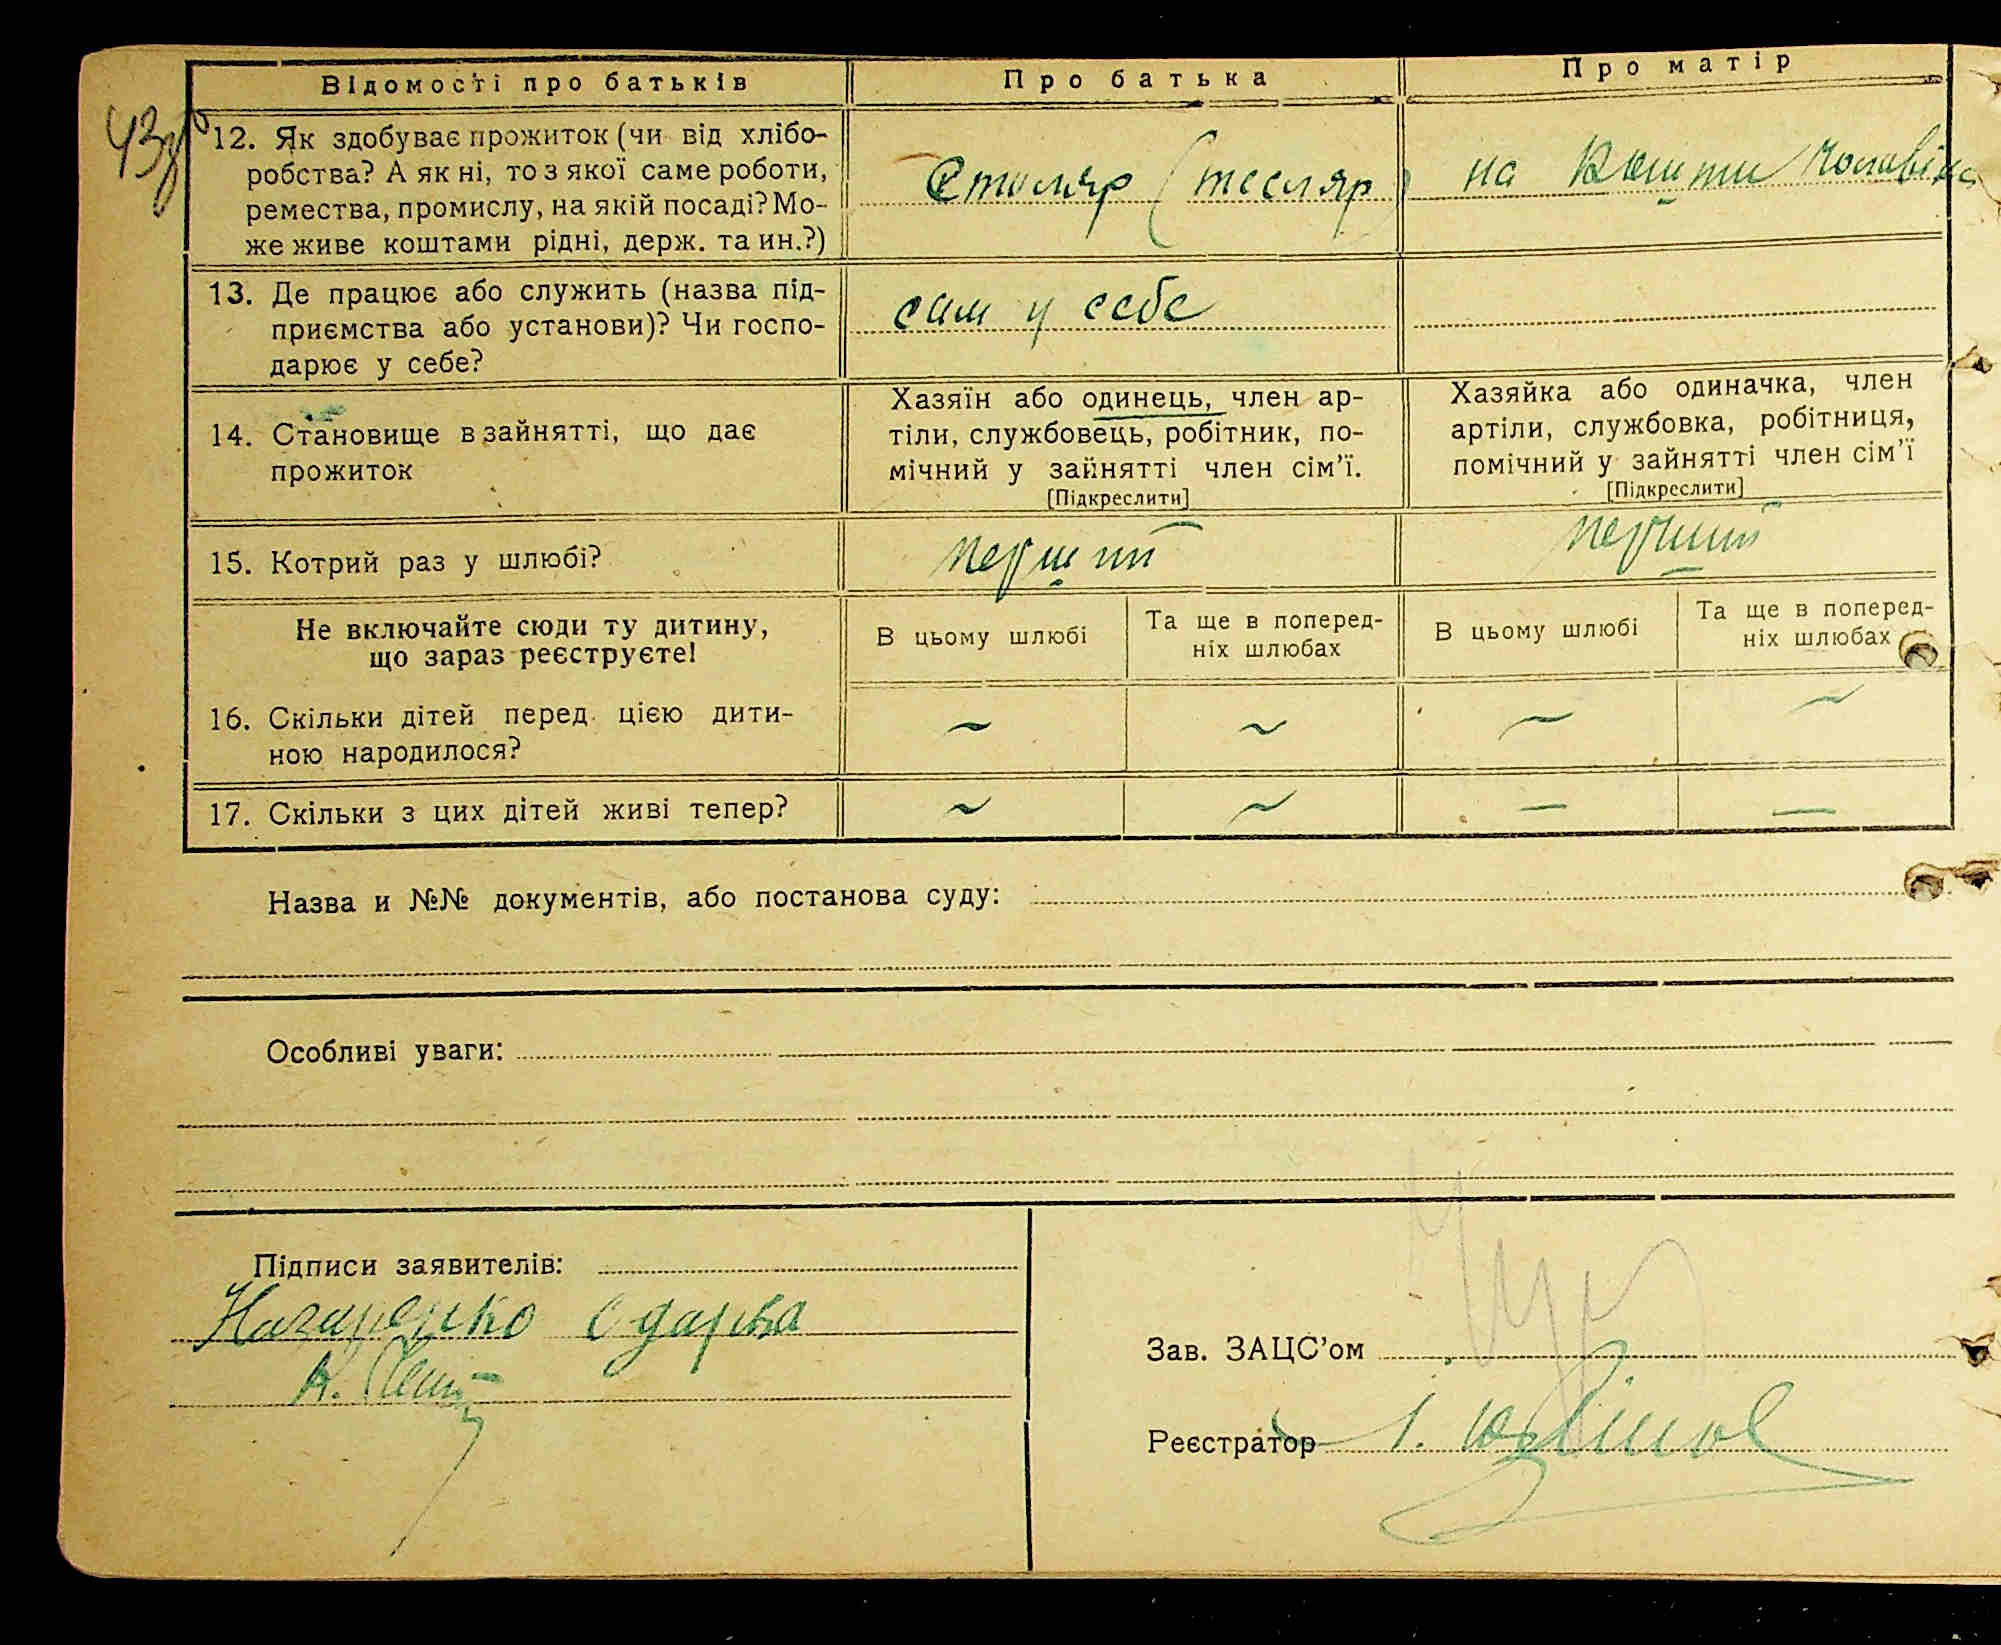 Відомості про батьків Про батька Про матір
43
12. Як здобуває прожиток (чи від хлібо-
робства? А як ні, то з якої саме роботи,
ремества, промислу, на якій посаді? Мо-
же живе коштами рідні, держ. та ин.?)
Столяр (тесляр)
на кошти чоловіка
13. Де працює або служить (назва під-
приємства або установи)? Чи госпо-
дарює у себе?
сам у себе
14. Становище в зайнятті, що дає
прожиток
Хазяїн або одинець, член ар-
тіли, службовець, робітник, по-
мічний у зайнятті член сім'ї.
[Підкреслити]
Хазяйка або одиначка, член
артіли, службовка, робітниця,
помічний у зайнятті член сім'ї
[Підкреслити]
15. Котрий раз у шлюбі?
перший
перший
Не включайте сюди ту дитину,
що зараз реєструєте!
В цьому шлюбі
Та ще в поперед-
ніх шлюбах
В цьому шлюбі
Та ще в поперед-
ніх шлюбах
16. Скільки дітей перед цією дити-
ною народилося?
~ ~ ~ ~
17. Скільки з цих дітей живі тепер?
~ ~ — —
Назва и №№ документів, або постанова суду:
Особливі уваги:
Підписи заявителів:
Назаренко Одарка
Зав. ЗАЦС'ом
Реєстратор